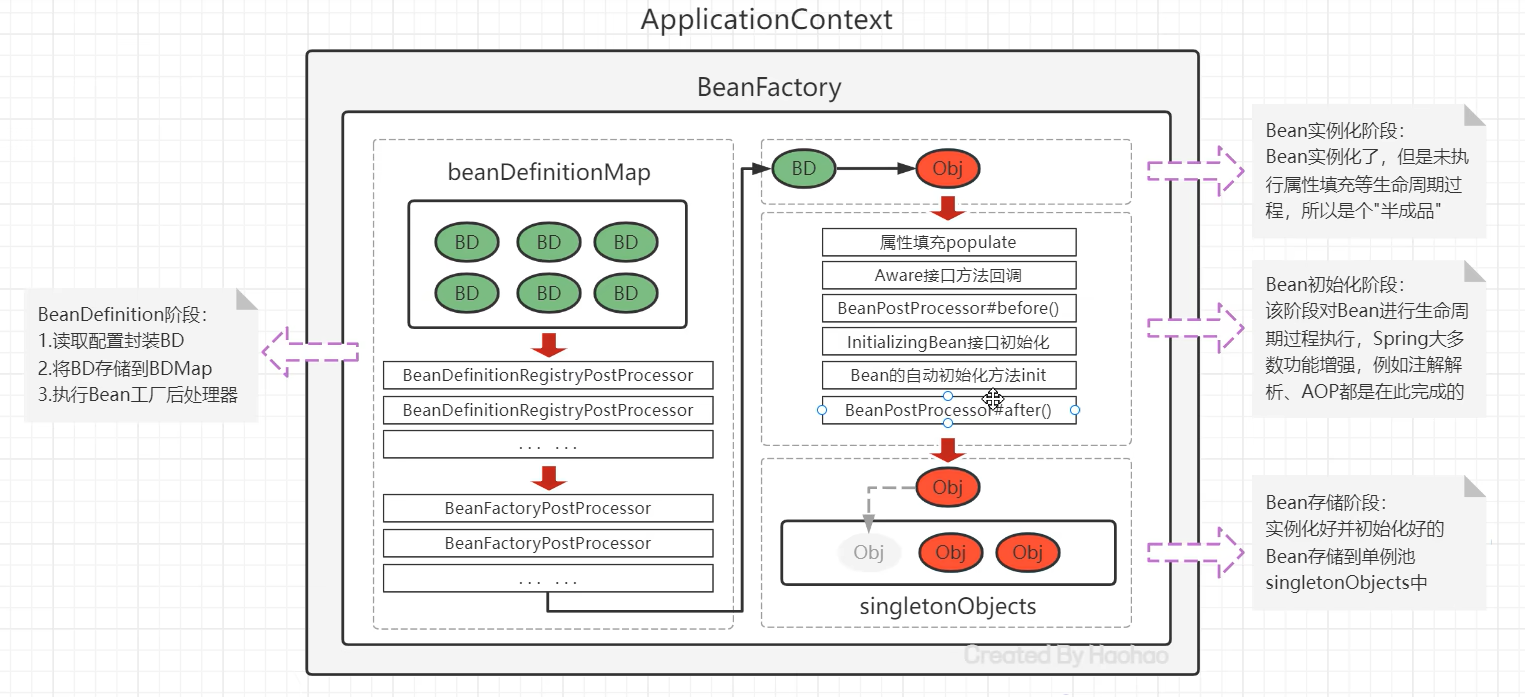 ApplicationContext
BeanFactory
beanDefinitionMap
BD
BD
BD
BD
BD
BD
BeanDefinitionRegistryPostProcessor
BeanDefinitionRegistryPostProcessor
... ...
BeanFactoryPostProcessor
BeanFactoryPostProcessor
... ...
BeanDefinition阶段：
1.读取配置封装BD
2.将BD存储到BDMap
3.执行Bean工厂后处理器
BD
Obj
属性填充populate
Aware接口方法回调
BeanPostProcessor#before()
InitializingBean接口初始化
Bean的自动初始化方法init
BeanPostProcessor#after()
Obj
Obj
Obj
Obj
singletonObjects
Bean实例化阶段：
Bean实例化了，但是未执
行属性填充等生命周期过
程，所以是个"半成品"
Bean初始化阶段：
该阶段对Bean进行生命周
期过程执行，Spring大多
数功能增强，例如注解解
析、AOP都是在此完成的
Bean存储阶段：
实例化好并初始化好的
Bean存储到单例池
singletonObjects中
Created By Haohao